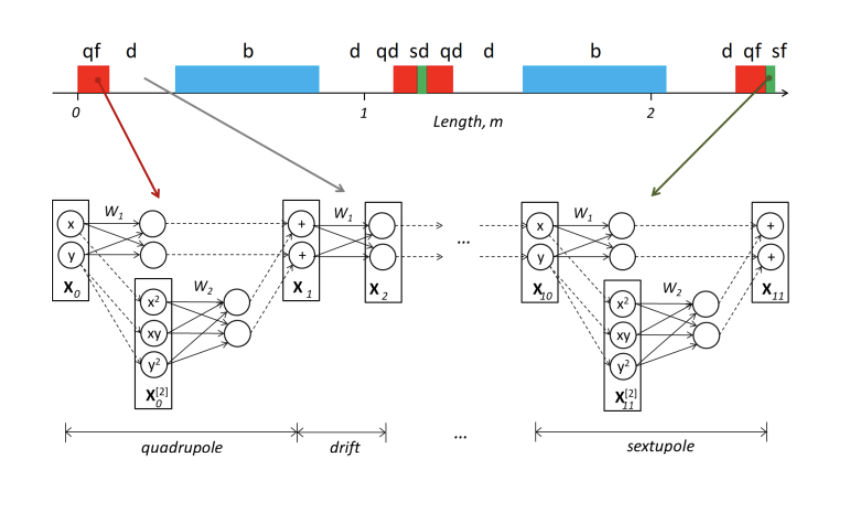 qf d b d qd sd qd d b d qf sf
0 1 2
Length, m
x W₁ + W₁ x W₁ +
y + ... y +
X₀ X₁ X₂ X₁₀ X₁₁
x² W₂ x² W₂
xy xy
y² y²
X₀^[2] X₁₁^[2]
quadrupole drift ... sextupole